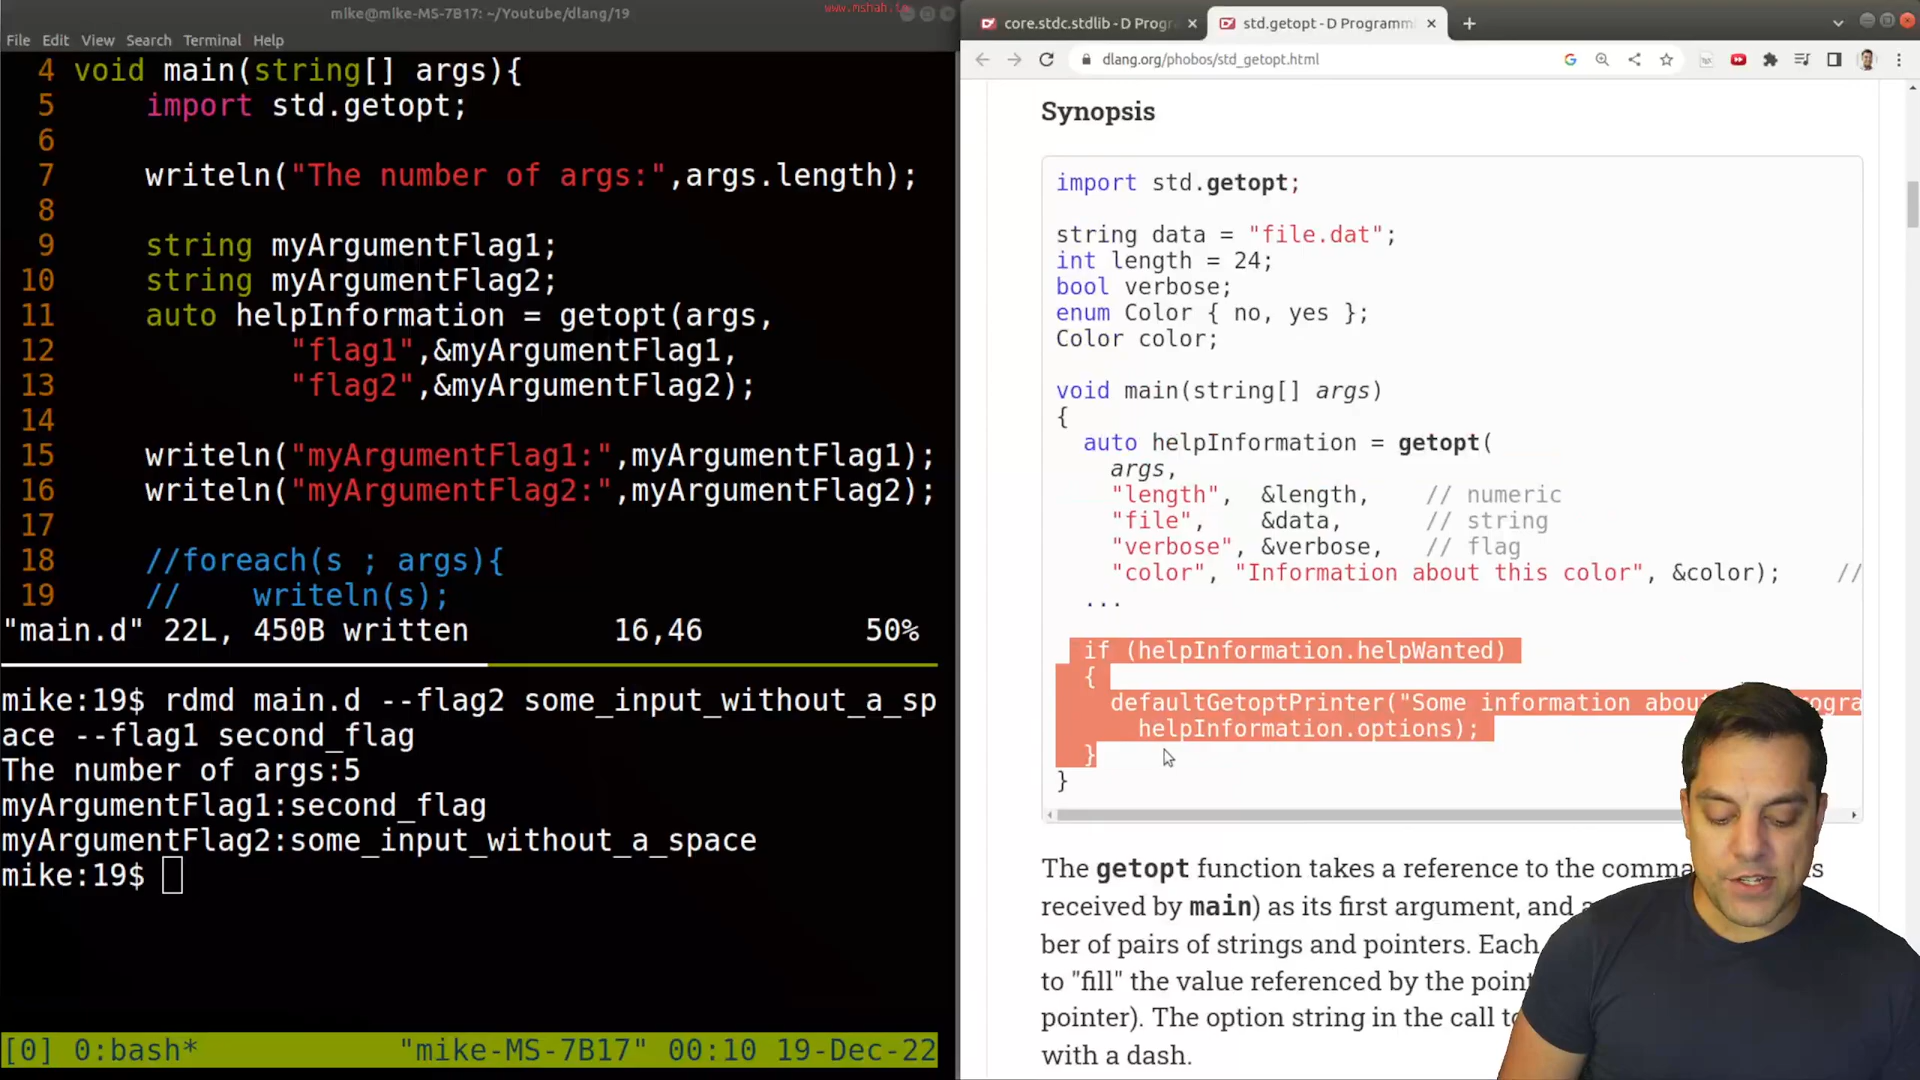 mike@mike-MS-7B17: ~/Youtube/dlang/19
www.mshah.
File Edit View Search Terminal Help
4 void main(string[] args){
5 import std.getopt;
6
7 writeln("The number of args:",args.length);
8
9 string myArgumentFlag1;
10 string myArgumentFlag2;
11 auto helpInformation = getopt(args,
12 "flag1",&myArgumentFlag1,
13 "flag2",&myArgumentFlag2);
14
15 writeln("myArgumentFlag1:",myArgumentFlag1);
16 writeln("myArgumentFlag2:",myArgumentFlag2);
17
18 //foreach(s ; args){
19 // writeln(s);
"main.d" 22L, 450B written 16,46 50%
mike:19$ rdmd main.d --flag2 some_input_without_a_sp
ace --flag1 second_flag
The number of args:5
myArgumentFlag1:second_flag
myArgumentFlag2:some_input_without_a_space
mike:19$
[0] 0:bash* "mike-MS-7B17" 00:10 19-Dec-22
core.stdc.stdlib - D Progr
std.getopt - D Programmi
dlang.org/phobos/std_getopt.html
Synopsis
import std.getopt;
string data = "file.dat";
int length = 24;
bool verbose;
enum Color { no, yes };
Color color;
void main(string[] args)
{
auto helpInformation = getopt(
args,
"length", &length, // numeric
"file", &data, // string
"verbose", &verbose, // flag
"color", "Information about this color", &color); //
...
if (helpInformation.helpWanted)
{
defaultGetoptPrinter("Some information abou ogra
helpInformation.options);
}
}
The getopt function takes a reference to the comma s
received by main) as its first argument, and a
ber of pairs of strings and pointers. Each
to "fill" the value referenced by the poin
pointer). The option string in the call t
with a dash.